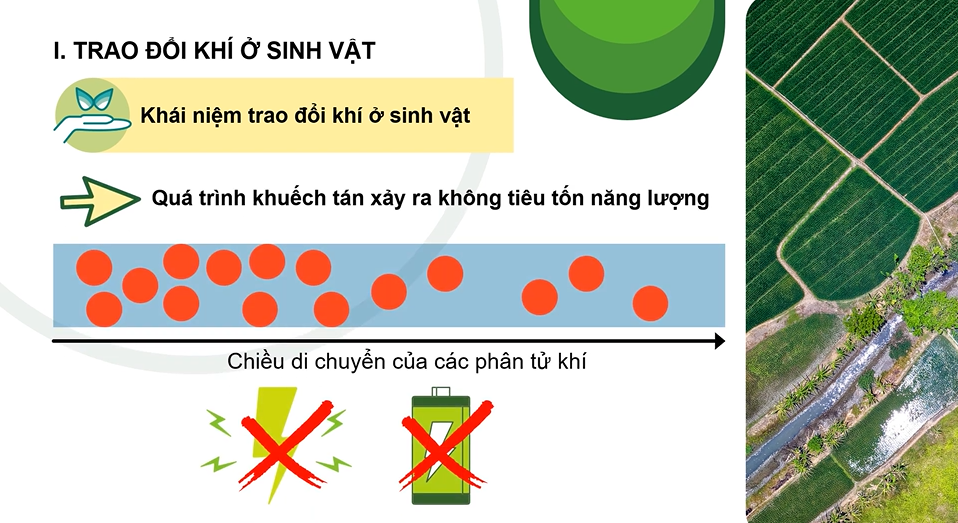 I. TRAO ĐỔI KHÍ Ở SINH VẬT
Khái niệm trao đổi khí ở sinh vật
Quá trình khuếch tán xảy ra không tiêu tốn năng lượng
Chiều di chuyển của các phân tử khí